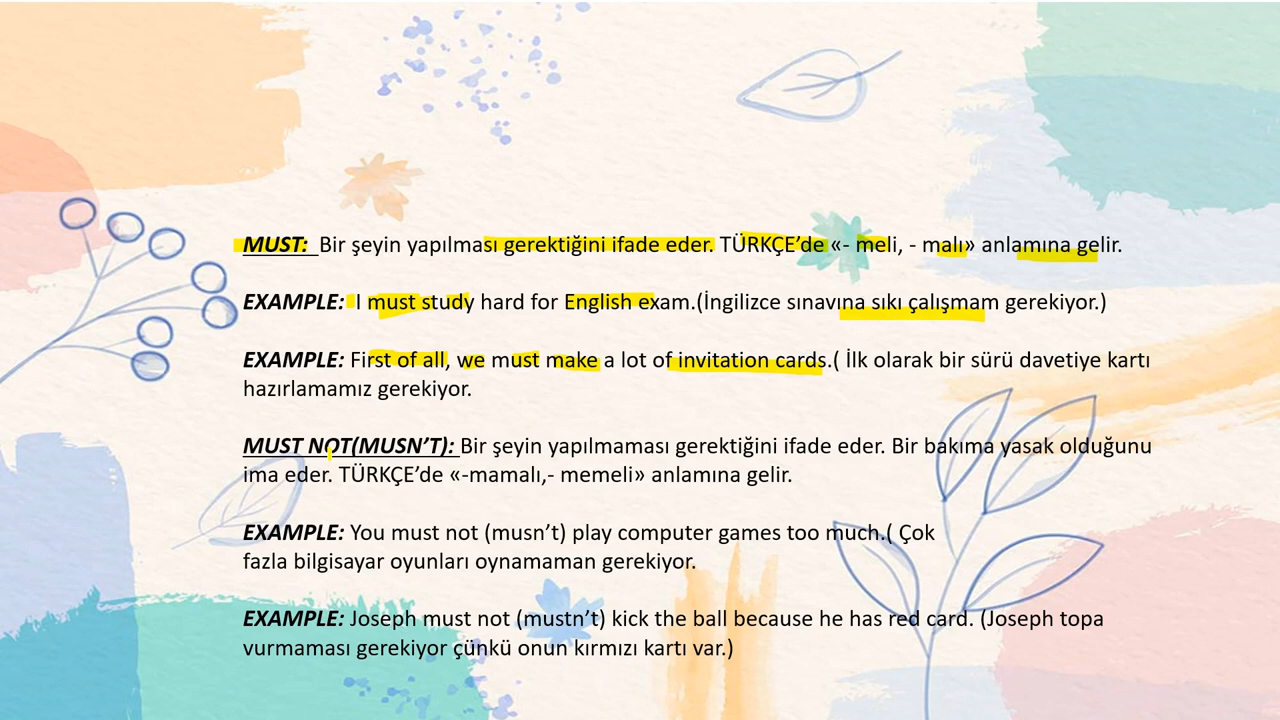 MUST: Bir şeyin yapılması gerektiğini ifade eder. TÜRKÇE’de «- meli, - malı» anlamına gelir.
EXAMPLE: I must study hard for English exam.(İngilizce sınavına sıkı çalışmam gerekiyor.)
EXAMPLE: First of all, we must make a lot of invitation cards.( İlk olarak bir sürü davetiye kartı
hazırlamamız gerekiyor.
MUST NOT(MUSN’T): Bir şeyin yapılmaması gerektiğini ifade eder. Bir bakıma yasak olduğunu
ima eder. TÜRKÇE’de «-mamalı,- memeli» anlamına gelir.
EXAMPLE: You must not (musn’t) play computer games too much.( Çok
fazla bilgisayar oyunları oynamaman gerekiyor.
EXAMPLE: Joseph must not (mustn’t) kick the ball because he has red card. (Joseph topa
vurmaması gerekiyor çünkü onun kırmızı kartı var.)